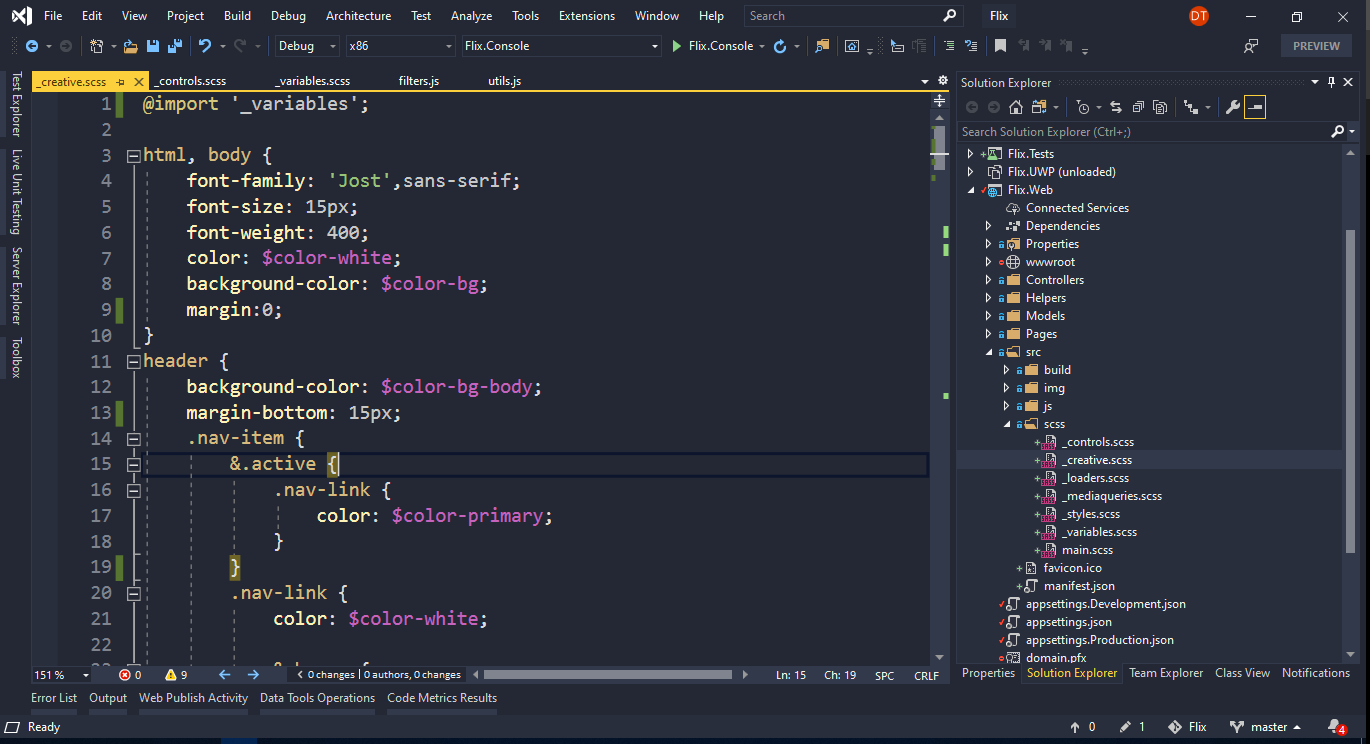 File Edit View Project Build Debug Architecture Test Analyze Tools Extensions Window Help Search Flix DT
Debug x86 Flix.Console Flix.Console PREVIEW
Test Explorer
Live Unit Testing
Server Explorer
Toolbox
_creative.scss _controls.scss _variables.scss filters.js utils.js
1 @import '_variables';
2
3 html, body {
4 font-family: 'Jost',sans-serif;
5 font-size: 15px;
6 font-weight: 400;
7 color: $color-white;
8 background-color: $color-bg;
9 margin:0;
10 }
11 header {
12 background-color: $color-bg-body;
13 margin-bottom: 15px;
14 .nav-item {
15 &.active {
16 .nav-link {
17 color: $color-primary;
18 }
19 }
20 .nav-link {
21 color: $color-white;
22
151 % 0 9 0 changes | 0 authors, 0 changes Ln: 15 Ch: 19 SPC CRLF
Solution Explorer
Search Solution Explorer (Ctrl+;)
Flix.Tests
Flix.UWP (unloaded)
Flix.Web
Connected Services
Dependencies
Properties
wwwroot
Controllers
Helpers
Models
Pages
src
build
img
js
scss
_controls.scss
_creative.scss
_loaders.scss
_mediaqueries.scss
_styles.scss
_variables.scss
main.scss
favicon.ico
manifest.json
appsettings.Development.json
appsettings.json
appsettings.Production.json
domain.pfx
Properties Solution Explorer Team Explorer Class View Notifications
Error List Output Web Publish Activity Data Tools Operations Code Metrics Results
Ready 0 1 Flix master 4